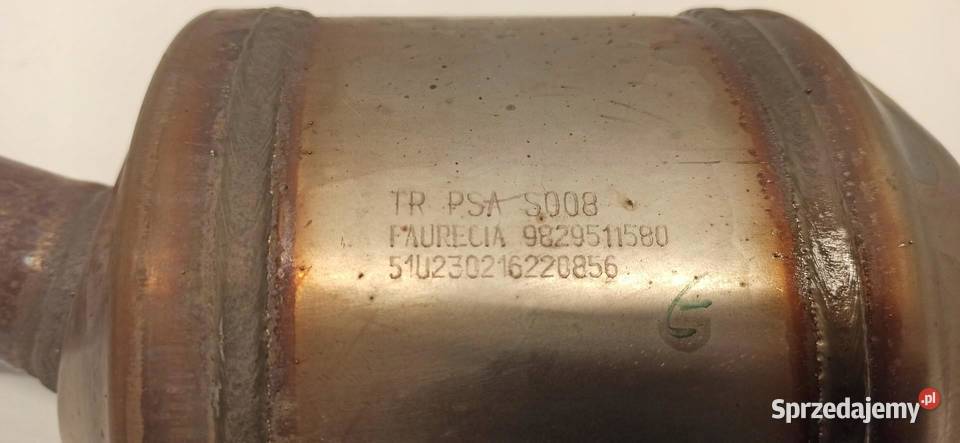 TR PSA S008
FAURECIA 9829511580
51U230216220856
5
Sprzedajemy.pl